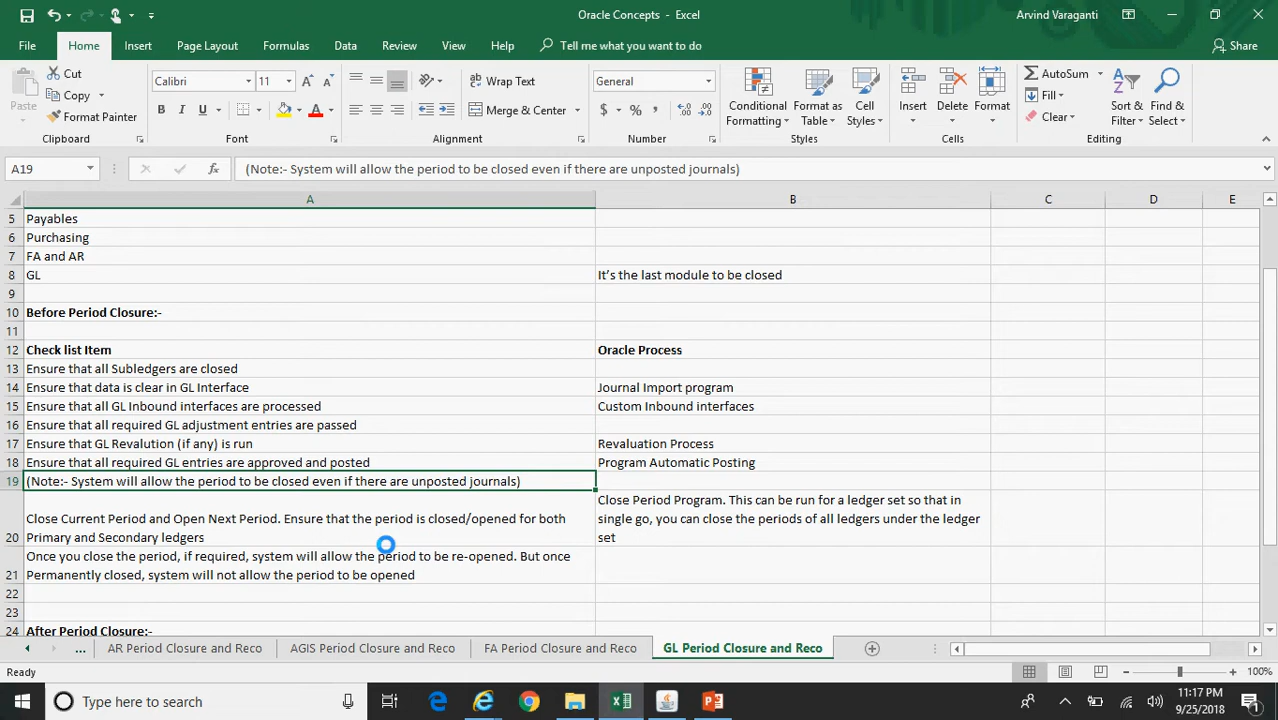 Oracle Concepts - Excel
Arvind Varaganti
File
Home
Insert
Page Layout
Formulas
Data
Review
View
Help
Tell me what you want to do
Share
Paste
Cut
Copy
Format Painter
Clipboard
Calibri
11
A A
B I U
A
Font
Wrap Text
Merge & Center
Alignment
General
$ % ,
Number
Conditional
Formatting
Format as
Table
Cell
Styles
Styles
Insert
Delete
Format
Cells
AutoSum
Fill
Clear
Sort &
Filter
Find &
Select
Editing
A19
fx
(Note:- System will allow the period to be closed even if there are unposted journals)
A B C D E
5 Payables
6 Purchasing
7 FA and AR
8 GL It's the last module to be closed
9
10 Before Period Closure:-
11
12 Check list Item Oracle Process
13 Ensure that all Subledgers are closed
14 Ensure that data is clear in GL Interface Journal Import program
15 Ensure that all GL Inbound interfaces are processed Custom Inbound interfaces
16 Ensure that all required GL adjustment entries are passed
17 Ensure that GL Revalution (if any) is run Revaluation Process
18 Ensure that all required GL entries are approved and posted Program Automatic Posting
19 (Note:- System will allow the period to be closed even if there are unposted journals)
Close Current Period and Open Next Period. Ensure that the period is closed/opened for both
20 Primary and Secondary ledgers
Close Period Program. This can be run for a ledger set so that in
single go, you can close the periods of all ledgers under the ledger
set
Once you close the period, if required, system will allow the period to be re-opened. But once
21 Permanently closed, system will not allow the period to be opened
22
23
24 After Period Closure:-
...
AR Period Closure and Reco
AGIS Period Closure and Reco
FA Period Closure and Reco
GL Period Closure and Reco
Ready
100%
Type here to search
11:17 PM
9/25/2018
1